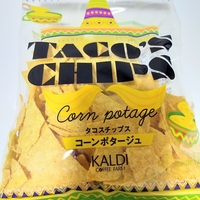 TACO'S
CHIPS
Corn potage
タコスチップス
コーンポタージュ
KALDI
COFFEE FARM